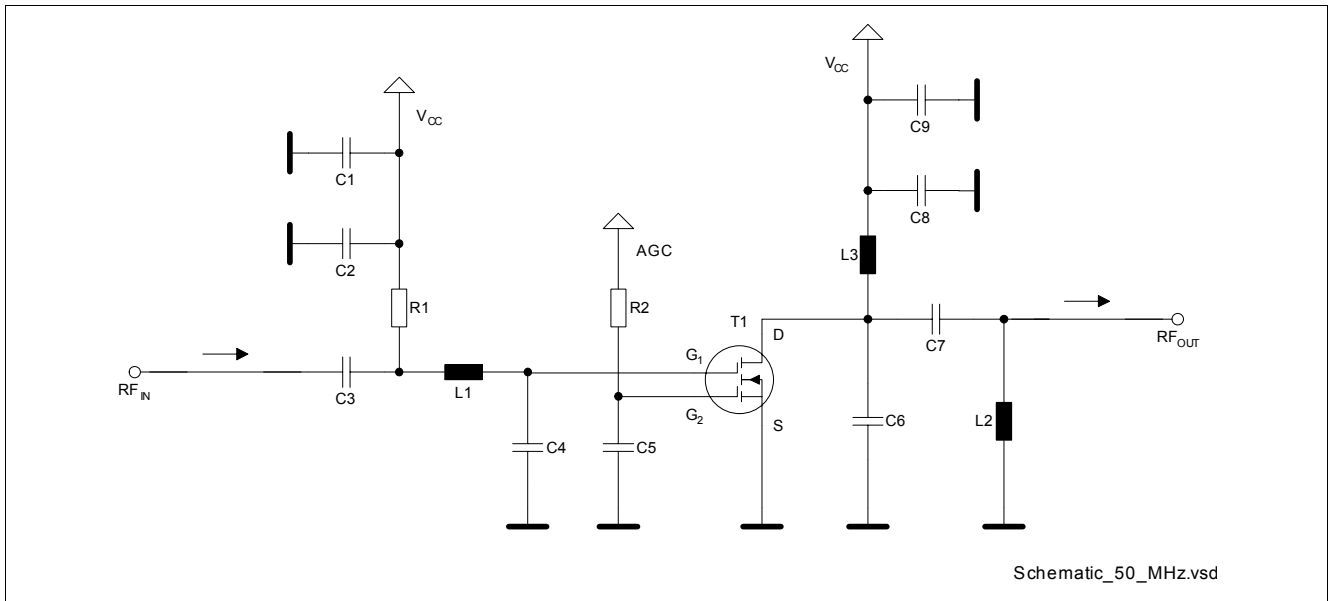 VCC
C9
VCC
C1
C8
C2
AGC
L3
R1
R2
T1
D
C7
RFOUT
G1
RFIN
C3
L1
G2
S
C6
L2
C4
C5
Schematic_50_MHz.vsd